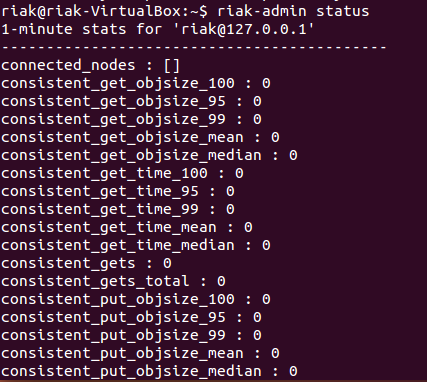 riak@riak-VirtualBox:~$ riak-admin status
1-minute stats for 'riak@127.0.0.1'
-------------------------------------------
connected_nodes : []
consistent_get_objsize_100 : 0
consistent_get_objsize_95 : 0
consistent_get_objsize_99 : 0
consistent_get_objsize_mean : 0
consistent_get_objsize_median : 0
consistent_get_time_100 : 0
consistent_get_time_95 : 0
consistent_get_time_99 : 0
consistent_get_time_mean : 0
consistent_get_time_median : 0
consistent_gets : 0
consistent_gets_total : 0
consistent_put_objsize_100 : 0
consistent_put_objsize_95 : 0
consistent_put_objsize_99 : 0
consistent_put_objsize_mean : 0
consistent_put_objsize_median : 0